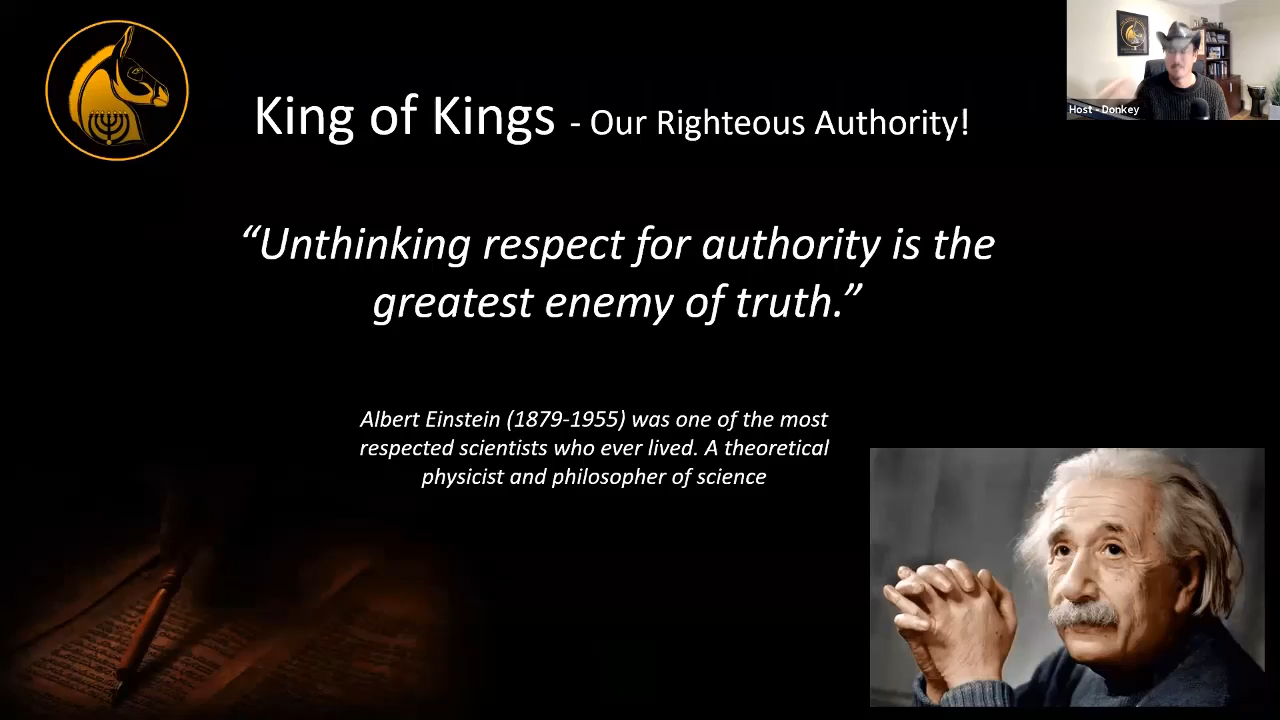 King of Kings - Our Righteous Authority!
Host - Donkey
“Unthinking respect for authority is the
greatest enemy of truth.”
Albert Einstein (1879-1955) was one of the most
respected scientists who ever lived. A theoretical
physicist and philosopher of science